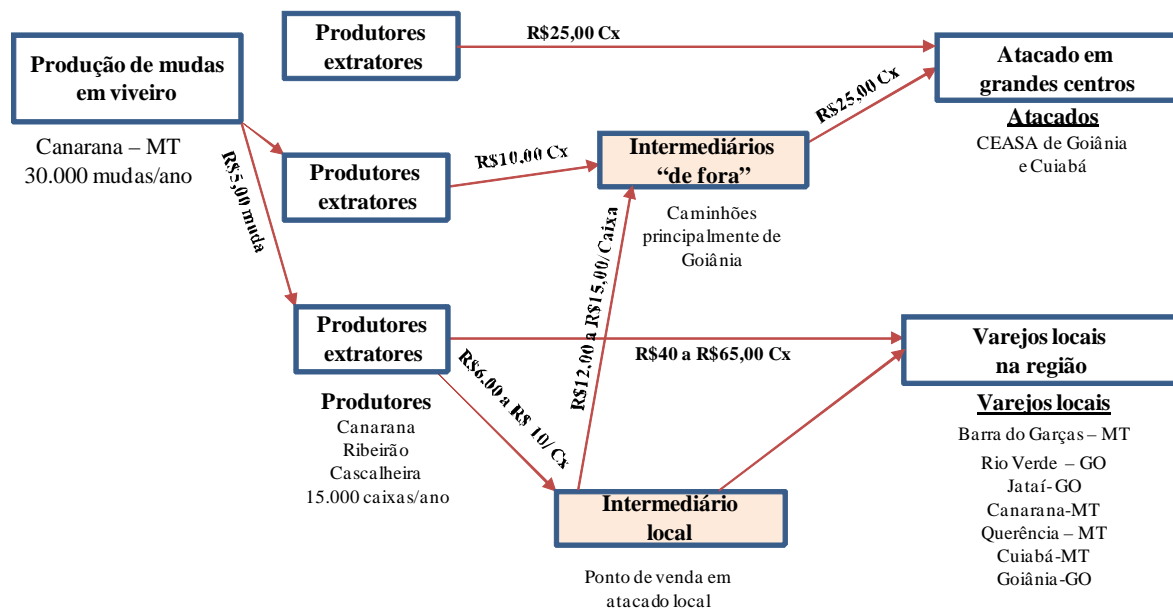 Produção de mudas
em viveiro
Canarana – MT
30.000 mudas/ano
R$5,00 muda
Produtores
extratores
R$25,00 Cx
Atacado em
grandes centros
Atacados
CEASA de Goiânia
e Cuiabá
Produtores
extratores
R$10.00 Cx
Intermediários
“de fora”
R$25,00 Cx
Caminhões
principalmente de
Goiânia
Produtores
extratores
Produtores
Canarana
Ribeirão
Cascalheira
15.000 caixas/ano
R$40 a R$65,00 Cx
R$6.00 a R$ 10/ Cx
R$12.00 a R$15,00/Caixa
Intermediário
local
Ponto de venda em
atacado local
Varejos locais
na região
Varejos locais
Barra do Garças – MT
Rio Verde – GO
Jataí-GO
Canarana-MT
Querência – MT
Cuiabá-MT
Goiânia-GO